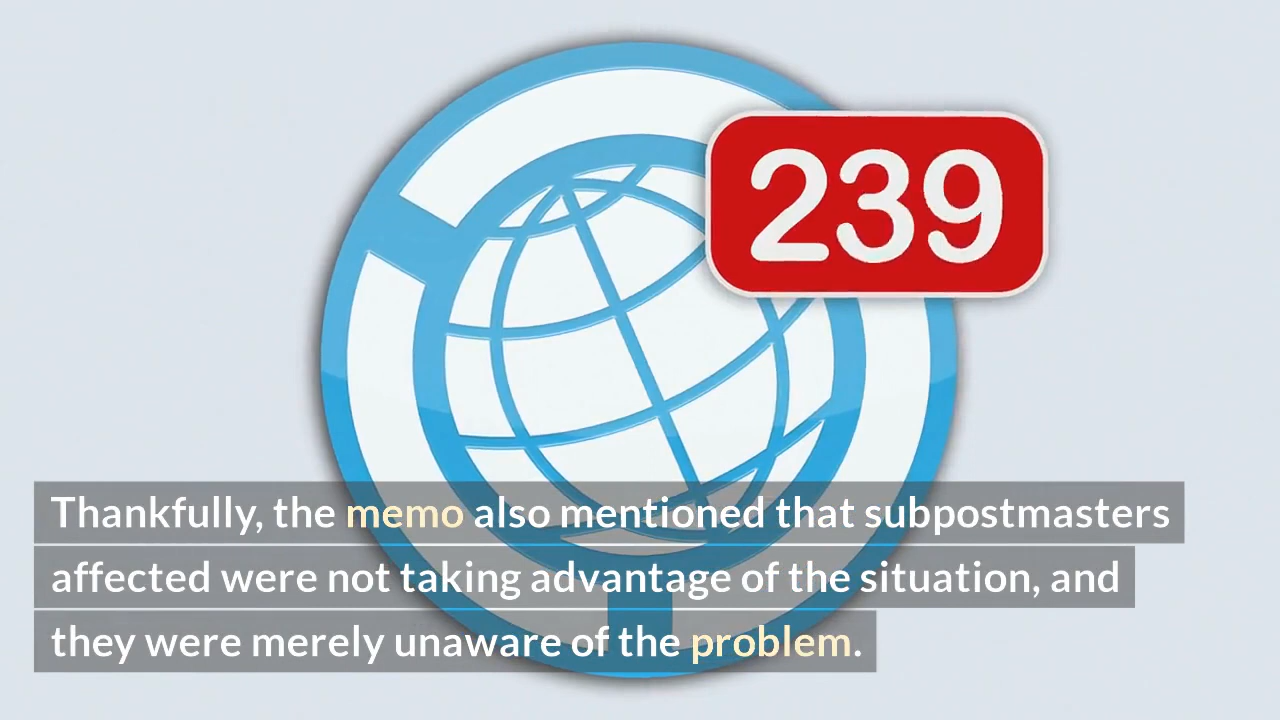 239
Thankfully, the memo also mentioned that subpostmasters
affected were not taking advantage of the situation, and
they were merely unaware of the problem.